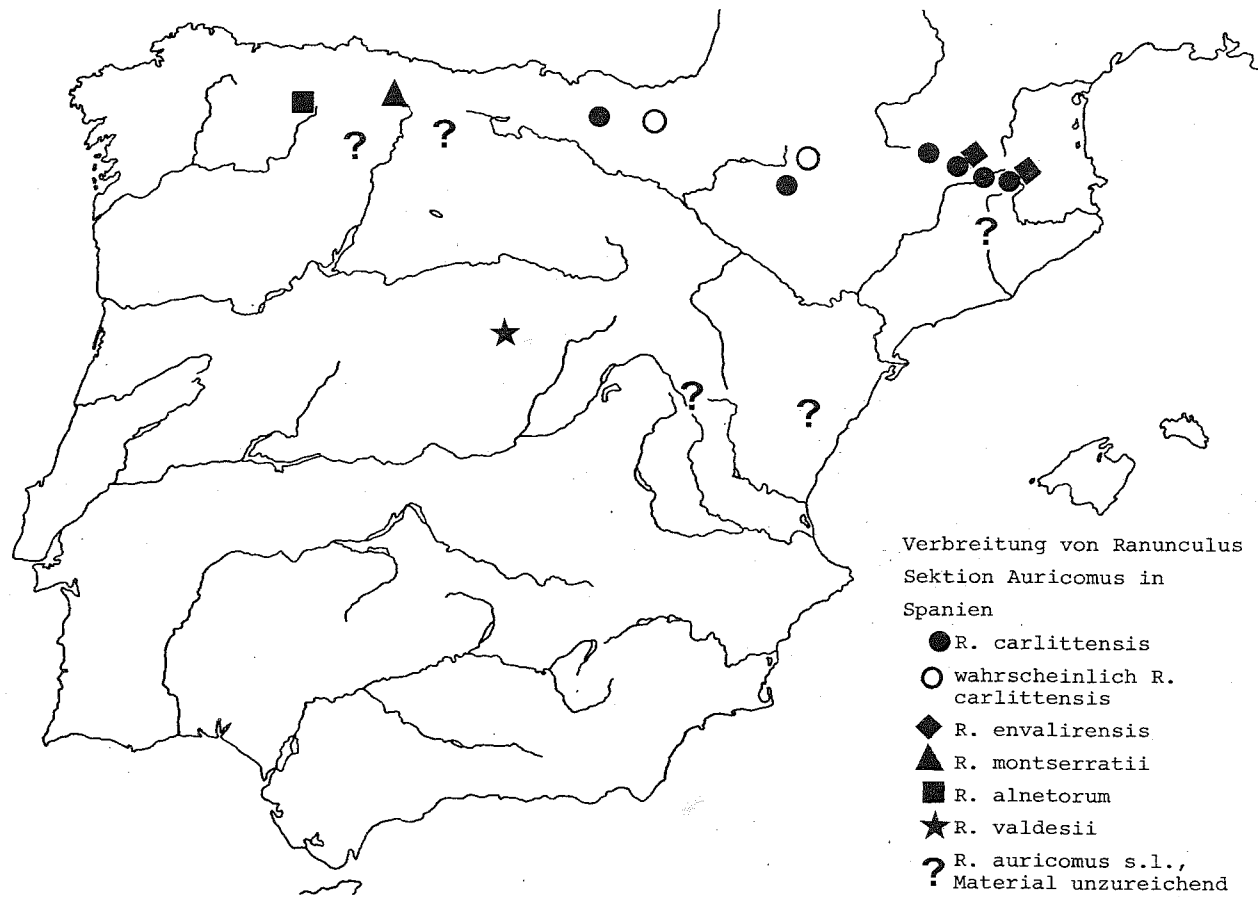 Verbreitung von Ranunculus
Sektion Auricomus in
Spanien
R. carlittensis
wahrscheinlich R.
carlittensis
R. envalirensis
R. montserratii
R. alnetorum
R. valdesii
? R. auricomus s.l.,
Material unzureichend
? ?
?
? ?